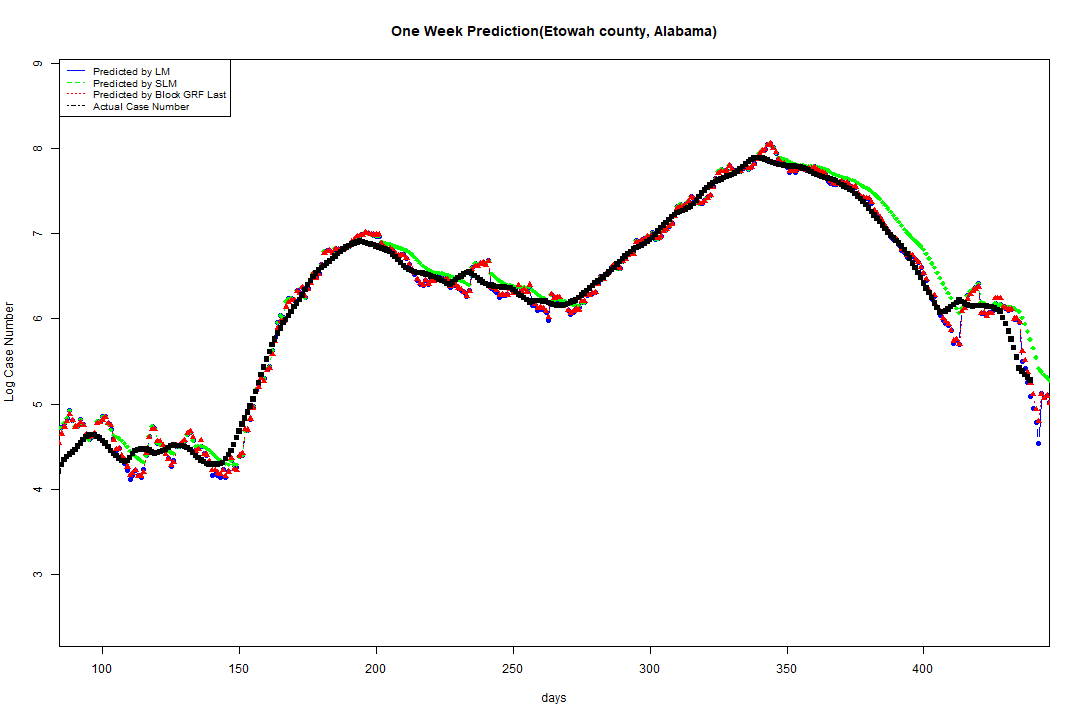 One Week Prediction(Etowah county, Alabama)
Predicted by LM
Predicted by SLM
Predicted by Block GRF Last
Actual Case Number
9
8
7
6
5
4
3
Log Case Number
100 150 200 250 300 350 400
days